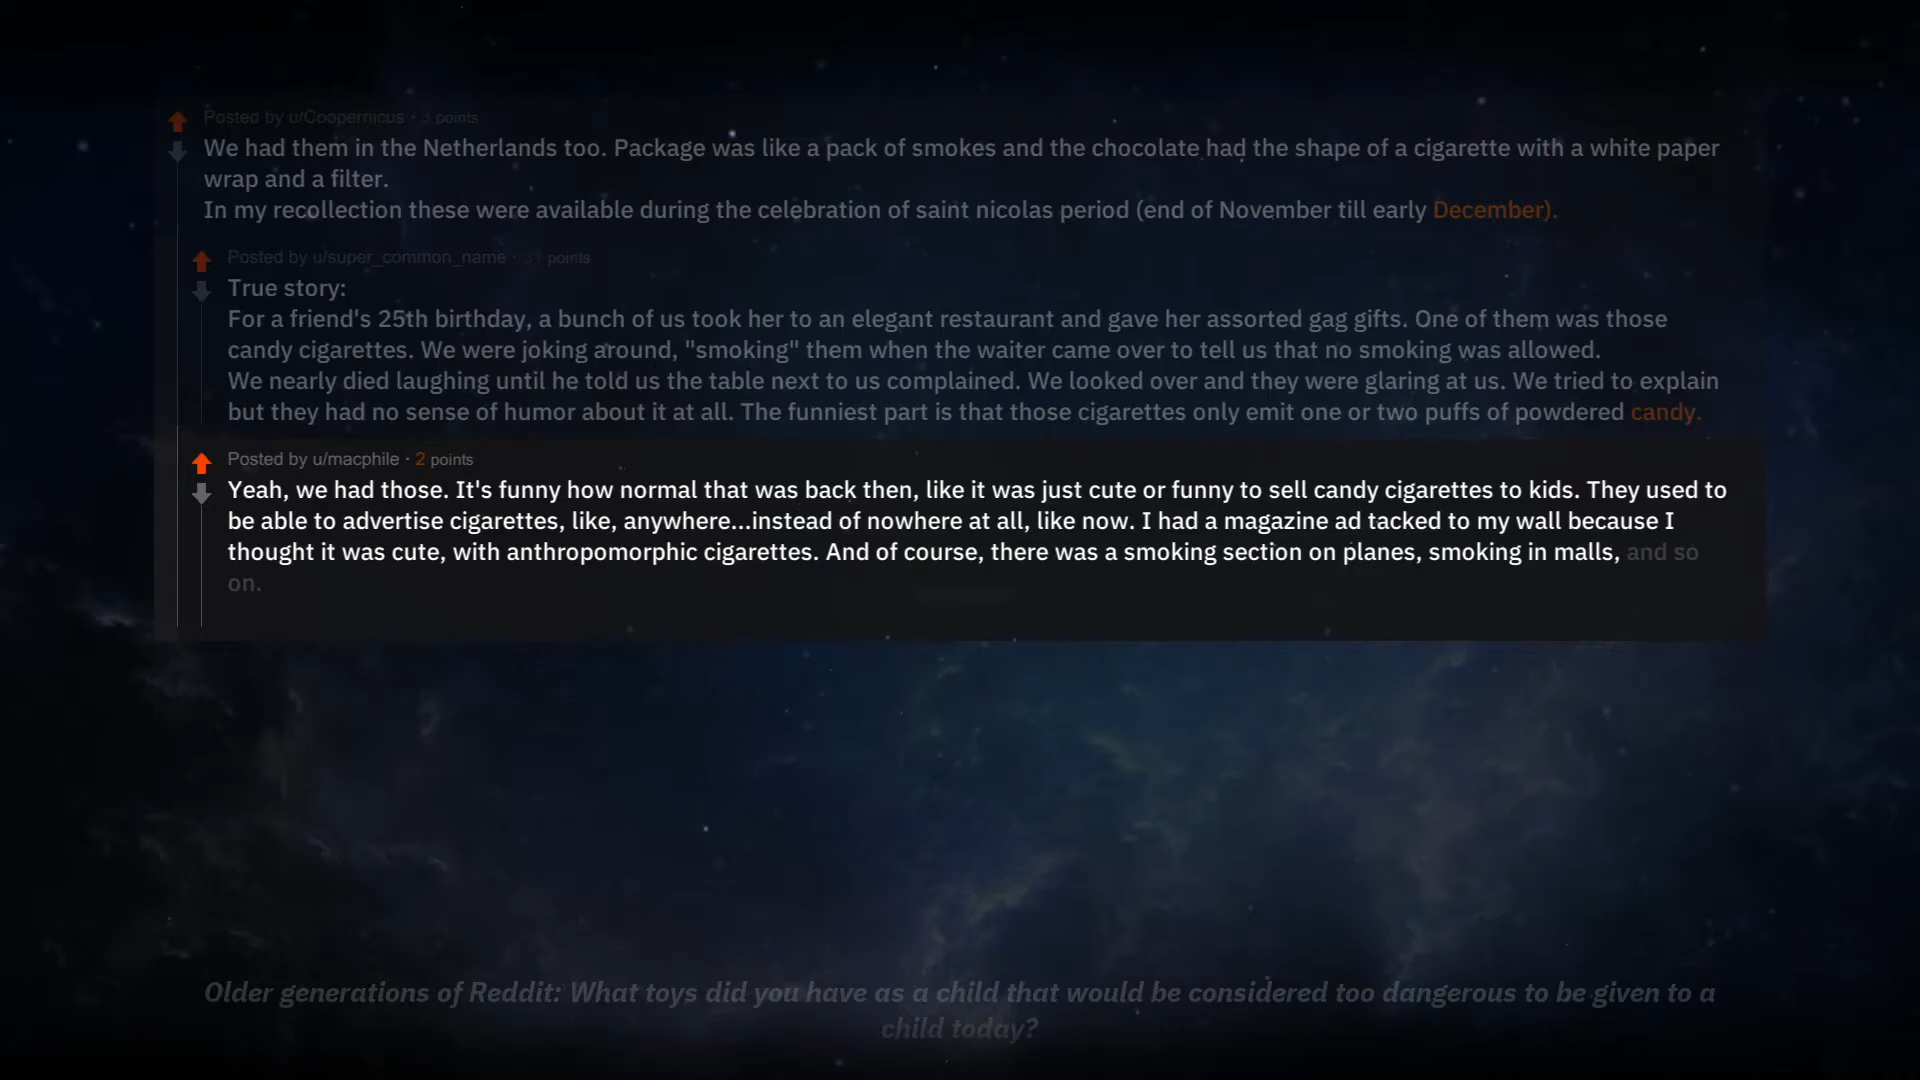 Posted by u/Coopernicus · 3 points
We had them in the Netherlands too. Package was like a pack of smokes and the chocolate had the shape of a cigarette with a white paper
wrap and a filter.
In my recollection these were available during the celebration of saint nicolas period (end of November till early December).
Posted by u/super_common_name · 31 points
True story:
For a friend's 25th birthday, a bunch of us took her to an elegant restaurant and gave her assorted gag gifts. One of them was those
candy cigarettes. We were joking around, "smoking" them when the waiter came over to tell us that no smoking was allowed.
We nearly died laughing until he told us the table next to us complained. We looked over and they were glaring at us. We tried to explain
but they had no sense of humor about it at all. The funniest part is that those cigarettes only emit one or two puffs of powdered candy.
Posted by u/macphile · 2 points
Yeah, we had those. It's funny how normal that was back then, like it was just cute or funny to sell candy cigarettes to kids. They used to
be able to advertise cigarettes, like, anywhere...instead of nowhere at all, like now. I had a magazine ad tacked to my wall because I
thought it was cute, with anthropomorphic cigarettes. And of course, there was a smoking section on planes, smoking in malls, and so
on.
Older generations of Reddit: What toys did you have as a child that would be considered too dangerous to be given to a
child today?